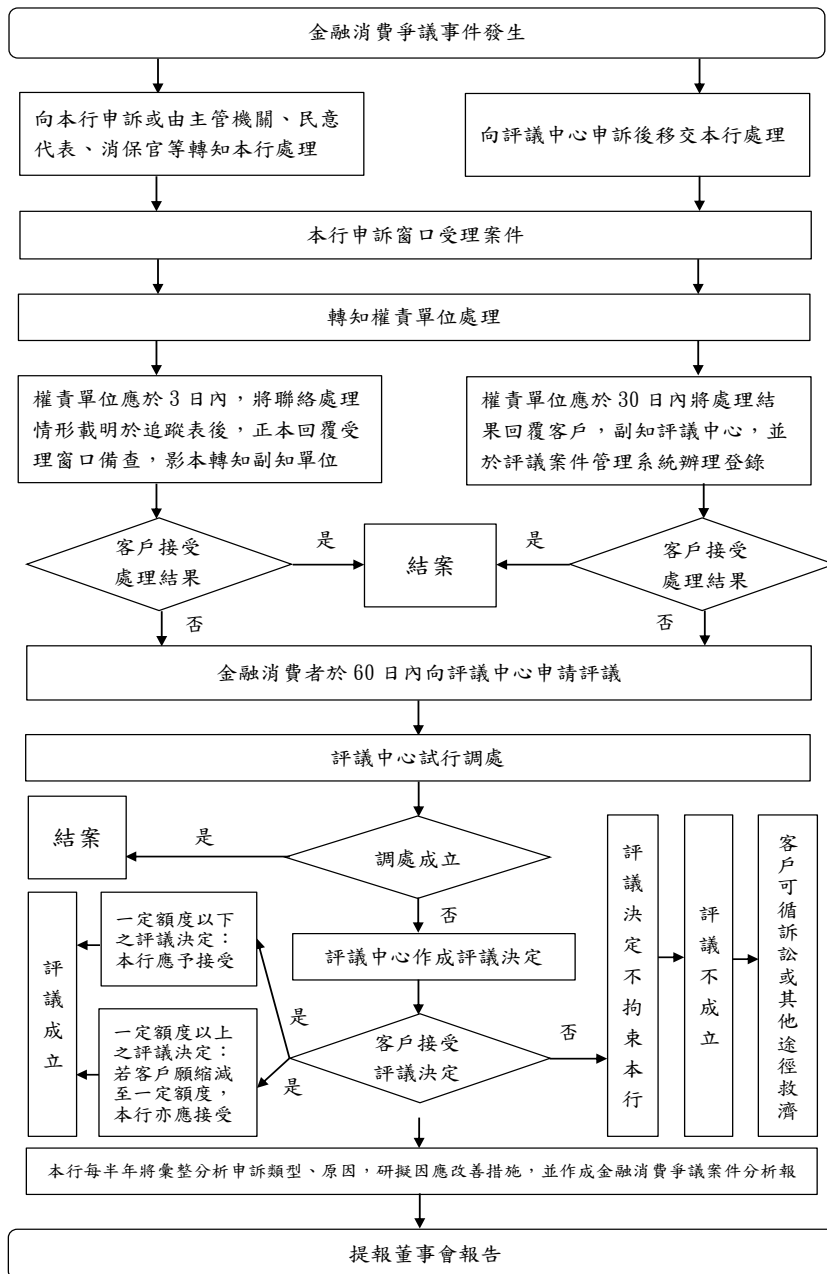 金融消費爭議事件發生
向本行申訴或由主管機關、民意
代表、消保官等轉知本行處理
向評議中心申訴後移交本行處理
本行申訴窗口受理案件
轉知權責單位處理
權責單位應於 3 日內，將聯絡處理
情形載明於追蹤表後，正本回覆受
理窗口備查，影本轉知副知單位
權責單位應於 30 日內將處理結
果回覆客戶，副知評議中心，並
於評議案件管理系統辦理登錄
客戶接受
處理結果
是
結案
是
客戶接受
處理結果
否
否
金融消費者於 60 日內向評議中心申請評議
評議中心試行調處
結案
是
調處成立
否
評議中心作成評議決定
一定額度以下
之評議決定：
本行應予接受
評議成立
一定額度以上
之評議決定：
若客戶願縮減
至一定額度，
本行亦應接受
是
是
客戶接受
評議決定
否
評議決定不拘束本行
評議不成立
客戶可循訴訟或其他途徑救濟
本行每半年將彙整分析申訴類型、原因，研擬因應改善措施，並作成金融消費爭議案件分析報
提報董事會報告